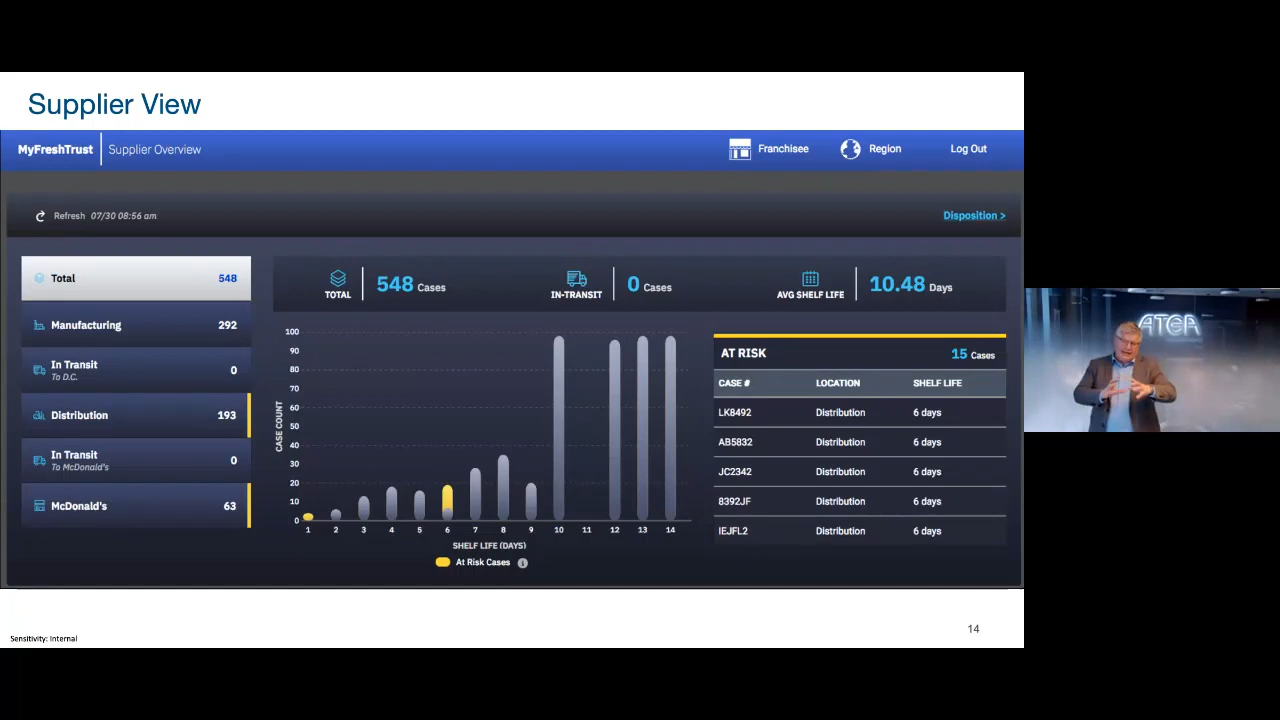 Supplier View
MyFreshTrust Supplier Overview Franchisee Region Log Out
Refresh 07/30 08:56 am Disposition >
Total 548
Manufacturing 292
In Transit 0
To D.C.
Distribution 193
In Transit 0
To McDonald's
McDonald's 63
TOTAL 548 Cases IN-TRANSIT 0 Cases AVG SHELF LIFE 10.48 Days
100
90
80
70
60
50
40
30
20
10
0
CASE COUNT
1 2 3 4 5 6 7 8 9 10 11 12 13 14
SHELF LIFE (DAYS)
At Risk Cases i
AT RISK 15 Cases
CASE # LOCATION SHELF LIFE
LK8492 Distribution 6 days
AB5832 Distribution 6 days
JC2342 Distribution 6 days
8392JF Distribution 6 days
IEJFL2 Distribution 6 days
ATEA
14
Sensitivity: Internal